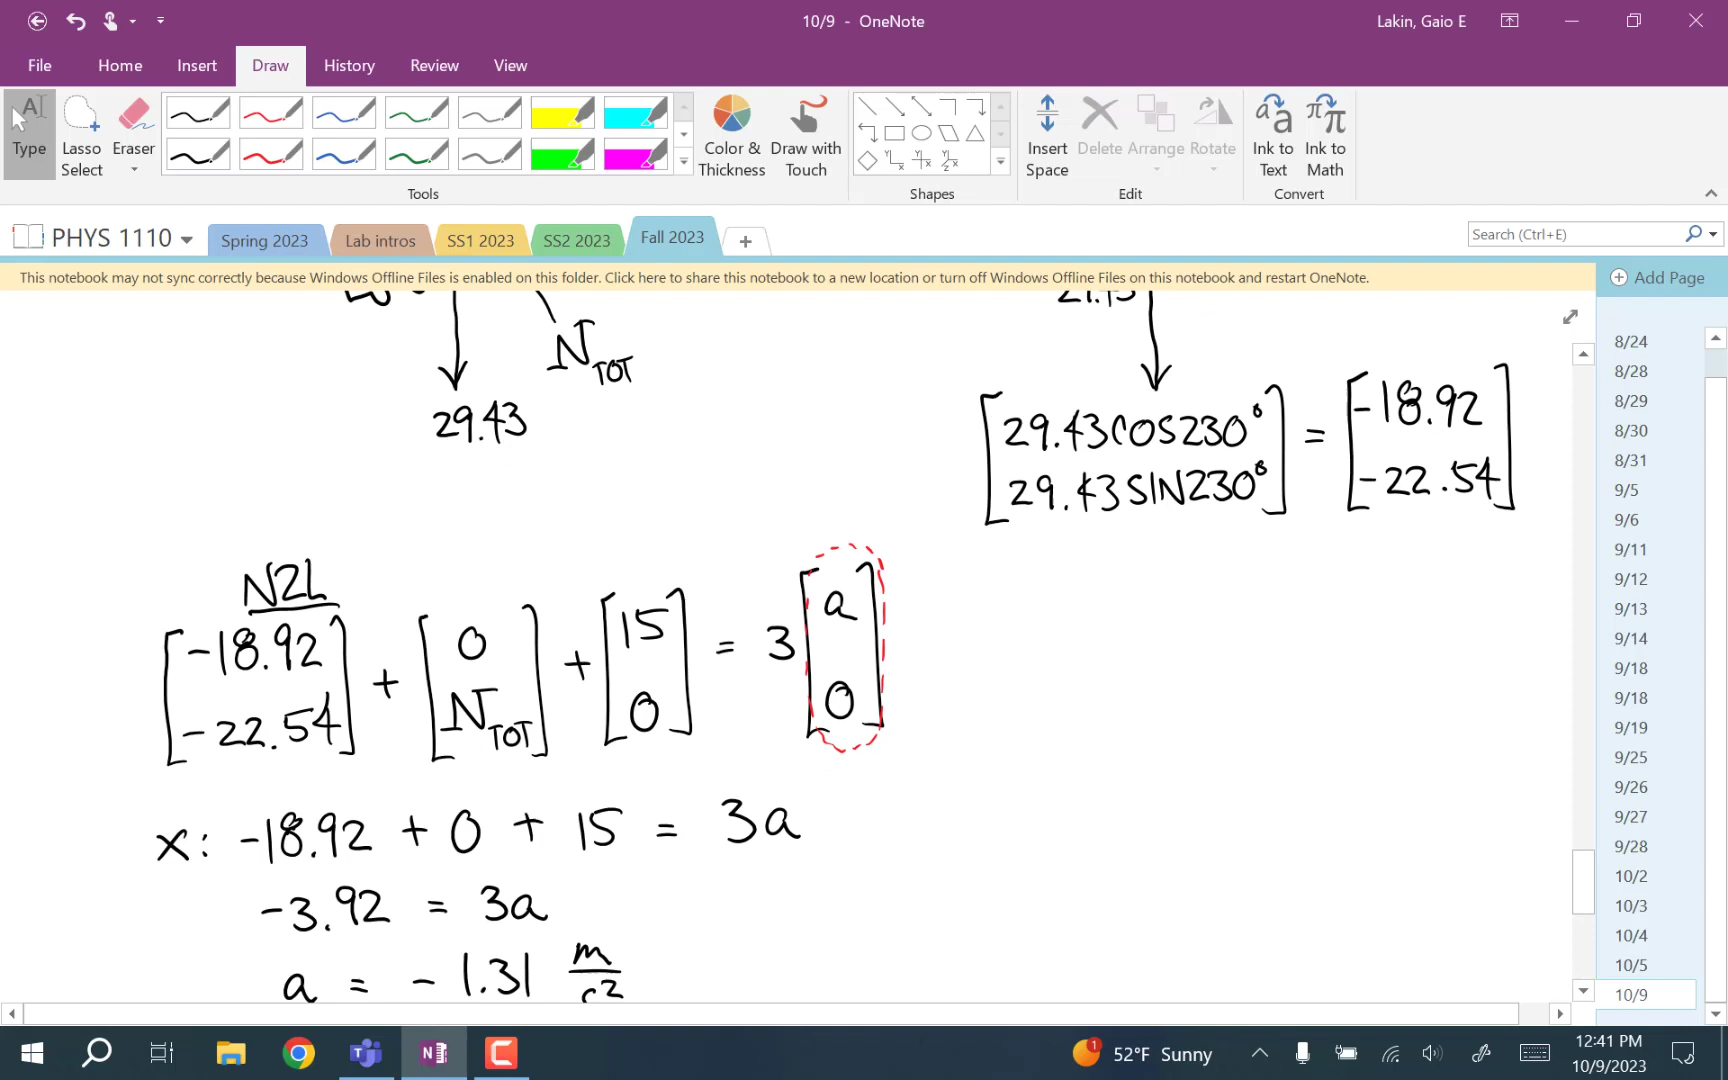 10/9 - OneNote
Lakin, Gaio E
File Home Insert Draw History Review View
Type
Lasso Select
Eraser
Color & Thickness
Draw with Touch
Insert Space
Delete
Arrange
Rotate
Ink to Text
Ink to Math
Tools
Shapes
Edit
Convert
PHYS 1110
Spring 2023
Lab intros
SS1 2023
SS2 2023
Fall 2023
Search (Ctrl+E)
This notebook may not sync correctly because Windows Offline Files is enabled on this folder. Click here to share this notebook to a new location or turn off Windows Offline Files on this notebook and restart OneNote.
Add Page
N TOT
29.43
[29.43COS230° 29.43SIN230°] = [-18.92 -22.54]
N2L
[-18.92 -22.54] + [0 N TOT] + [15 0] = 3 [a 0]
x: -18.92 + 0 + 15 = 3a
-3.92 = 3a
a = -1.31 m/s2
8/24
8/28
8/29
8/30
8/31
9/5
9/6
9/11
9/12
9/13
9/14
9/18
9/18
9/19
9/25
9/26
9/27
9/28
10/2
10/3
10/4
10/5
10/9
52°F Sunny
12:41 PM
10/9/2023